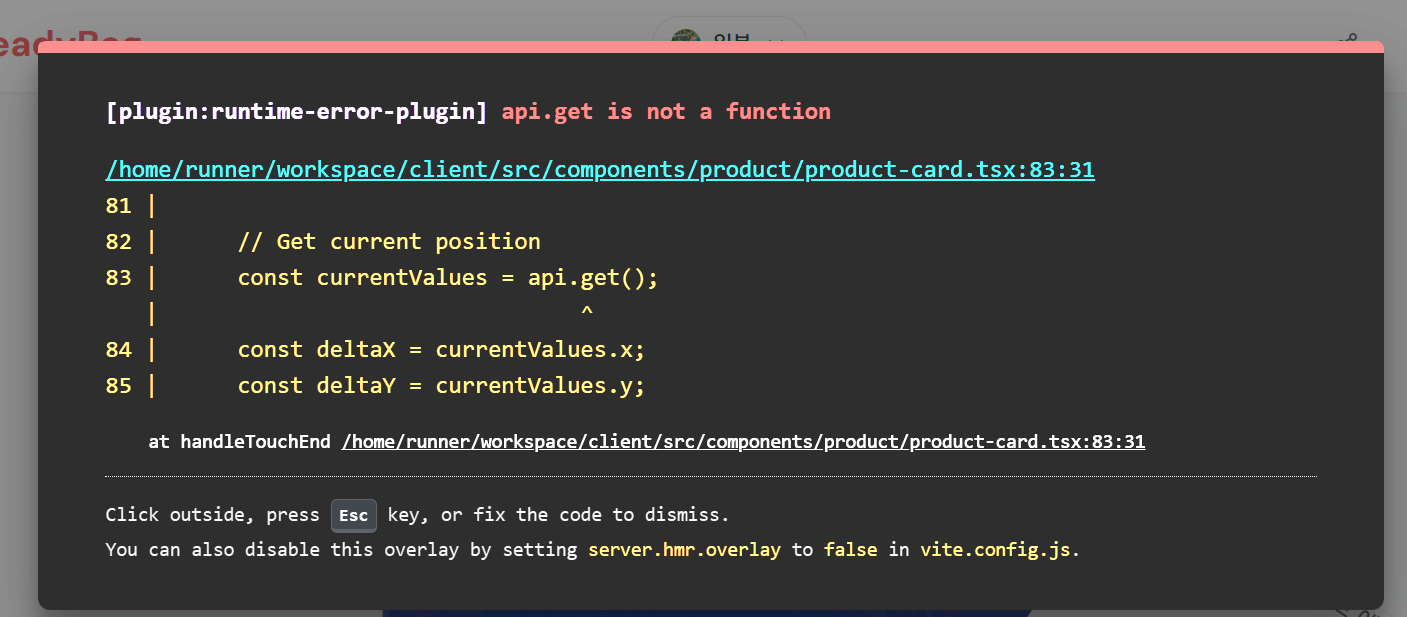 [plugin:runtime-error-plugin] api.get is not a function
/home/runner/workspace/client/src/components/product/product-card.tsx:83:31
81 |
82 |      // Get current position
83 |      const currentValues = api.get();
   |                                ^
84 |      const deltaX = currentValues.x;
85 |      const deltaY = currentValues.y;
at handleTouchEnd /home/runner/workspace/client/src/components/product/product-card.tsx:83:31
Click outside, press Esc key, or fix the code to dismiss.
You can also disable this overlay by setting server.hmr.overlay to false in vite.config.js.